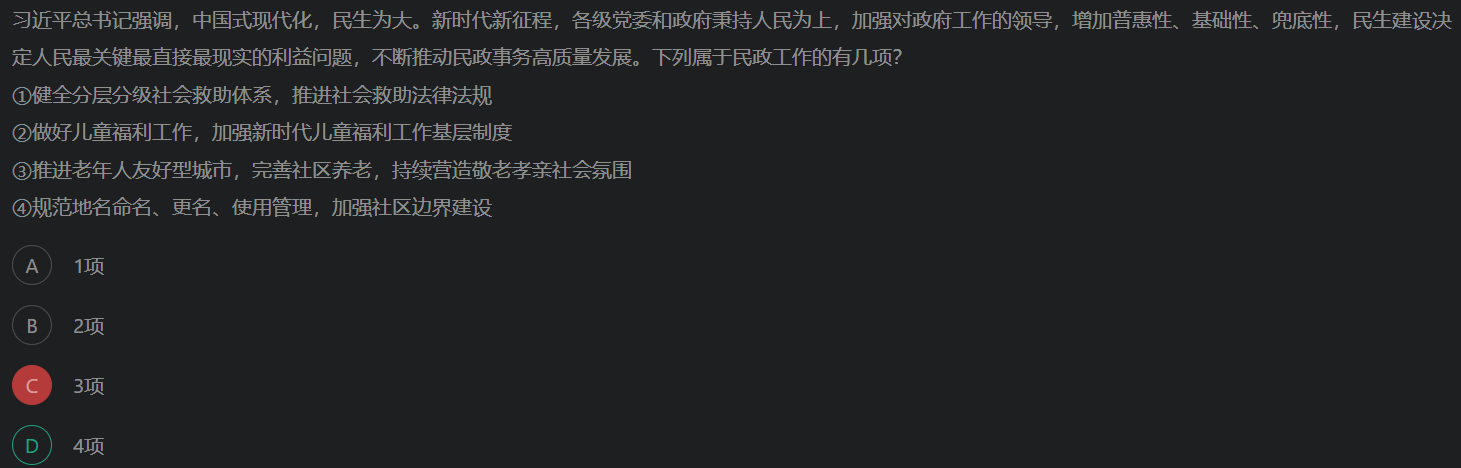 习近平总书记强调，中国式现代化，民生为大。新时代新征程，各级党委和政府秉持人民为上，加强对政府工作的领导，增加普惠性、基础性、兜底性，民生建设决
定人民最关键最直接最现实的利益问题，不断推动民政事务高质量发展。下列属于民政工作的有几项？
①健全分层分级社会救助体系，推进社会救助法律法规
②做好儿童福利工作，加强新时代儿童福利工作基层制度
③推进老年人友好型城市，完善社区养老，持续营造敬老孝亲社会氛围
④规范地名命名、更名、使用管理，加强社区边界建设
A 1项
B 2项
C 3项
D 4项